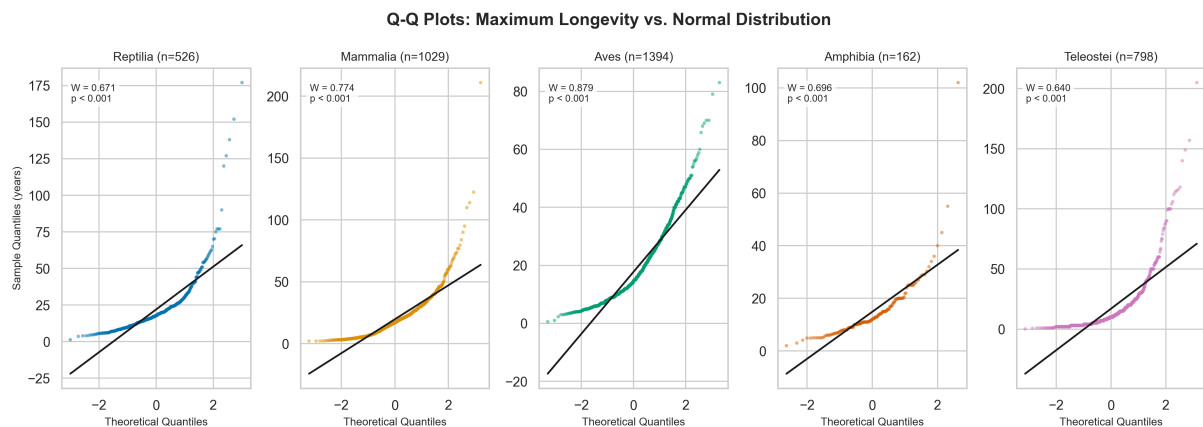 Q-Q Plots: Maximum Longevity vs. Normal Distribution
Reptilia (n=526)
W = 0.671
p < 0.001
175
150
125
100
75
50
25
0
−25
Sample Quantiles (years)
−2
0
2
Theoretical Quantiles
Mammalia (n=1029)
W = 0.774
p < 0.001
200
150
100
50
0
−2
0
2
Theoretical Quantiles
Aves (n=1394)
W = 0.879
p < 0.001
80
60
40
20
0
−20
−2
0
2
Theoretical Quantiles
Amphibia (n=162)
W = 0.696
p < 0.001
100
80
60
40
20
0
−2
0
2
Theoretical Quantiles
Teleostei (n=798)
W = 0.640
p < 0.001
200
150
100
50
0
−2
0
2
Theoretical Quantiles